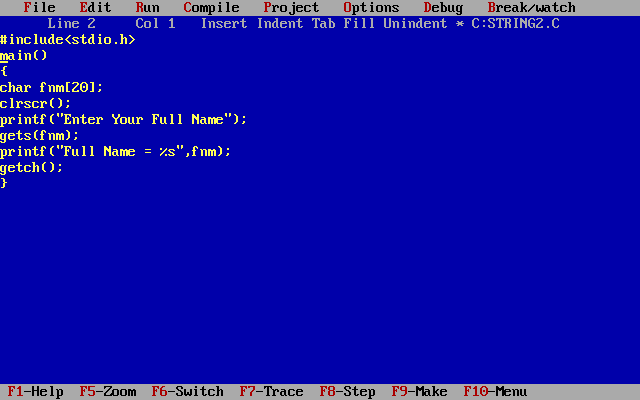 File Edit Run Compile Project Options Debug Break/watch
Line 2 Col 1 Insert Indent Tab Fill Unindent * C:STRING2.C
#include<stdio.h>
main()
{
char fnm[20];
clrscr();
printf("Enter Your Full Name");
gets(fnm);
printf("Full Name = %s",fnm);
getch();
}
F1-Help F5-Zoom F6-Switch F7-Trace F8-Step F9-Make F10-Menu